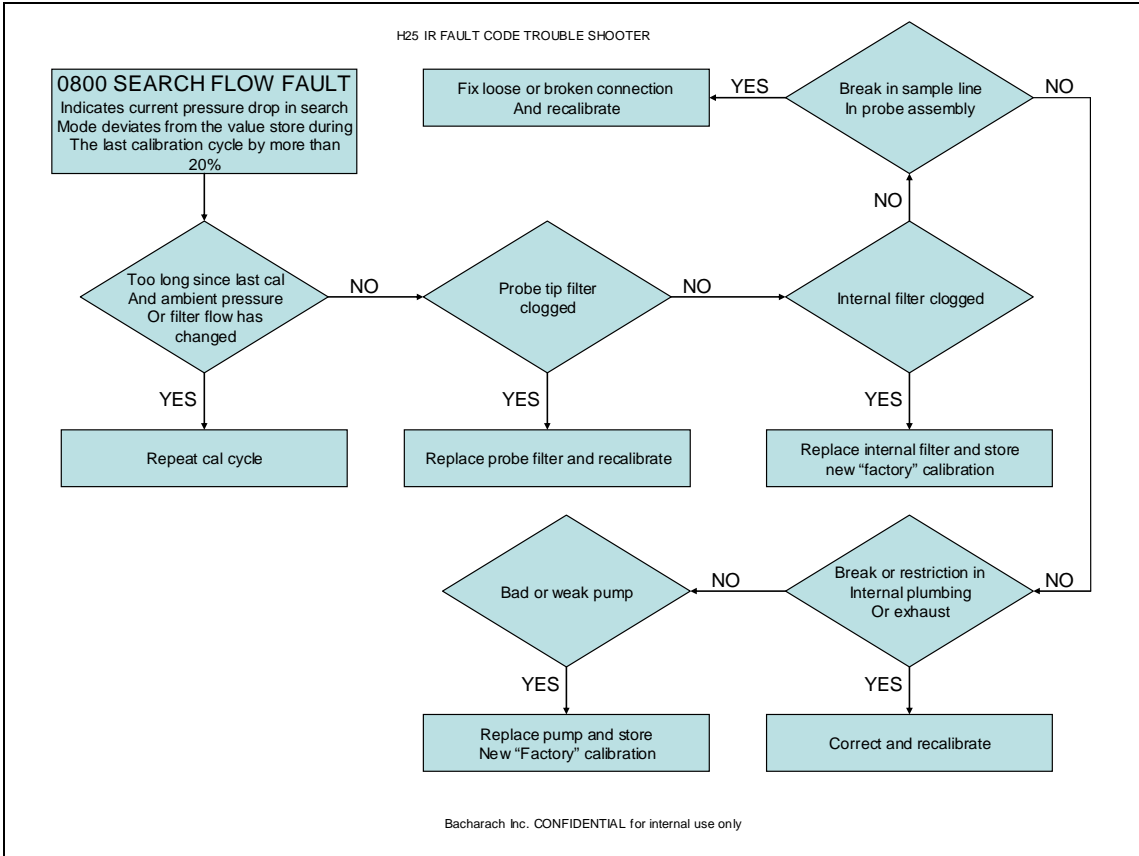 H25 IR FAULT CODE TROUBLE SHOOTER
0800 SEARCH FLOW FAULT
Indicates current pressure drop in search
Mode deviates from the value store during
The last calibration cycle by more than
20%
Fix loose or broken connection
And recalibrate
YES
Break in sample line
In probe assembly
NO
NO
Too long since last cal
And ambient pressure
Or filter flow has
changed
NO
Probe tip filter
clogged
NO
Internal filter clogged
YES
YES
YES
Repeat cal cycle
Replace probe filter and recalibrate
Replace internal filter and store
new “factory” calibration
Bad or weak pump
NO
Break or restriction in
Internal plumbing
Or exhaust
NO
YES
YES
Replace pump and store
New “Factory” calibration
Correct and recalibrate
Bacharach Inc. CONFIDENTIAL for internal use only